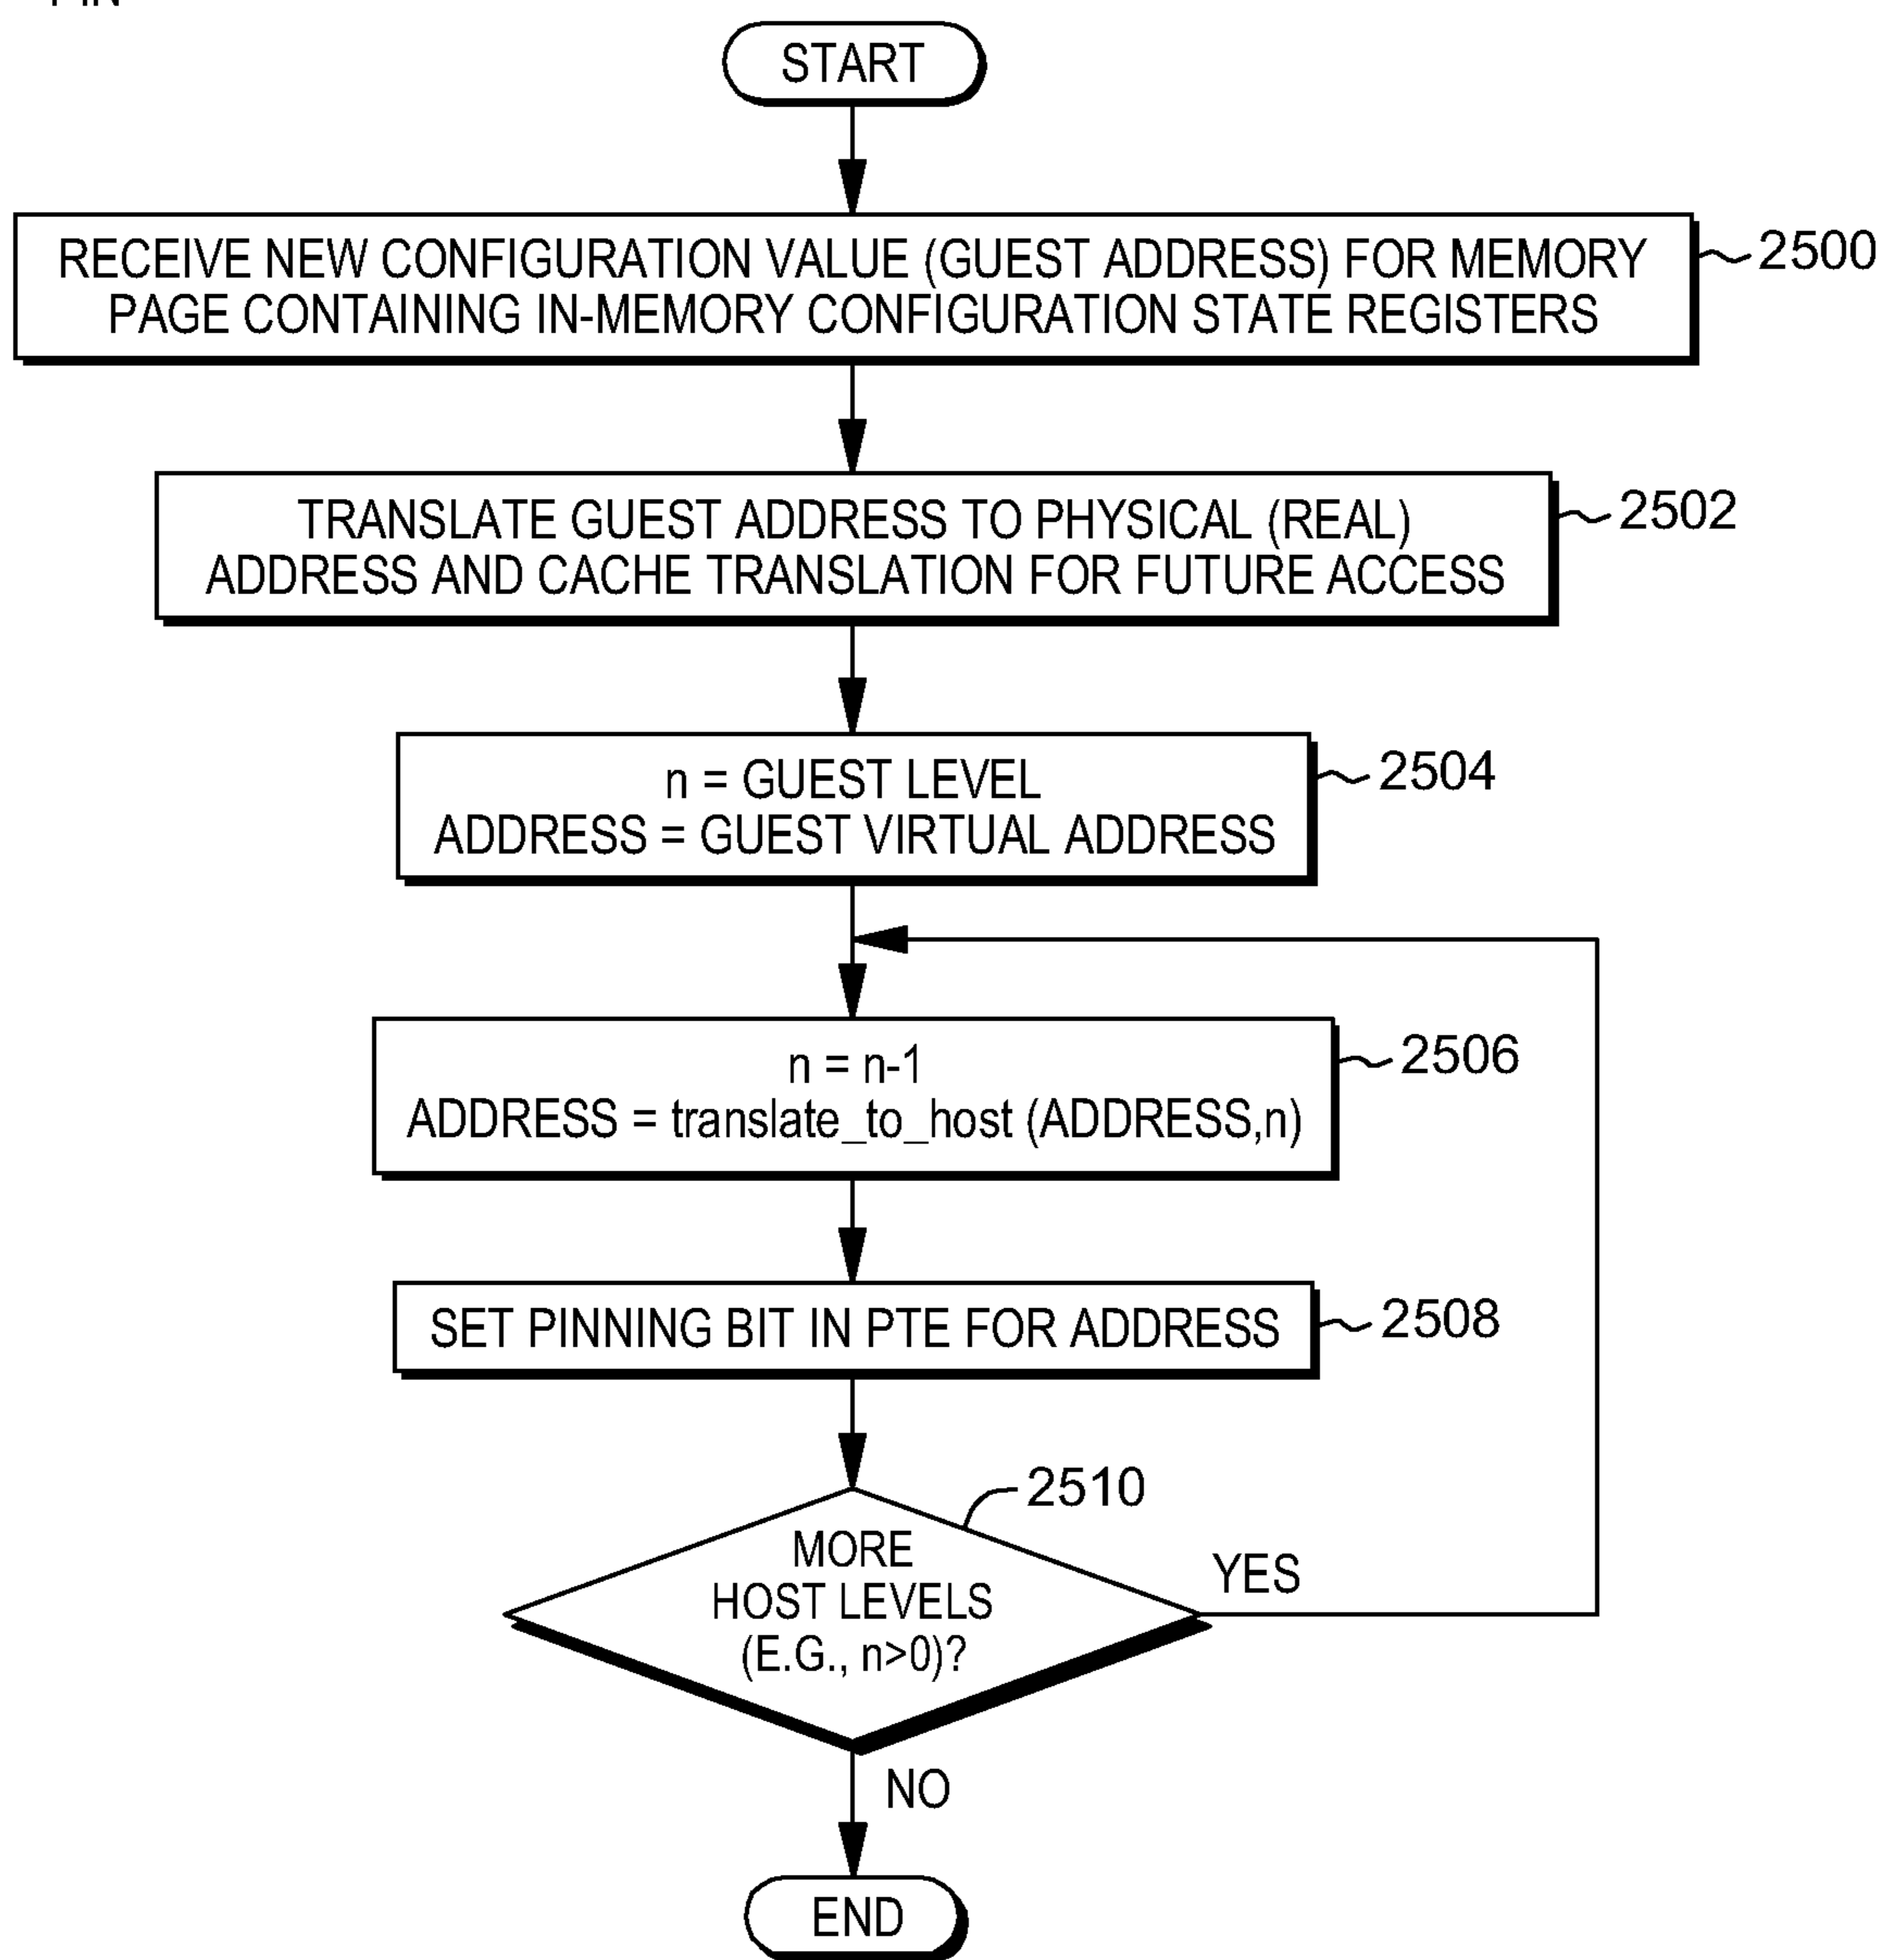 PIN
START
RECEIVE NEW CONFIGURATION VALUE (GUEST ADDRESS) FOR MEMORY
PAGE CONTAINING IN-MEMORY CONFIGURATION STATE REGISTERS
2500
TRANSLATE GUEST ADDRESS TO PHYSICAL (REAL)
ADDRESS AND CACHE TRANSLATION FOR FUTURE ACCESS
2502
n = GUEST LEVEL
ADDRESS = GUEST VIRTUAL ADDRESS
2504
n = n-1
ADDRESS = translate_to_host (ADDRESS,n)
2506
SET PINNING BIT IN PTE FOR ADDRESS
2508
2510
MORE
HOST LEVELS
(E.G., n>0)?
YES
NO
END